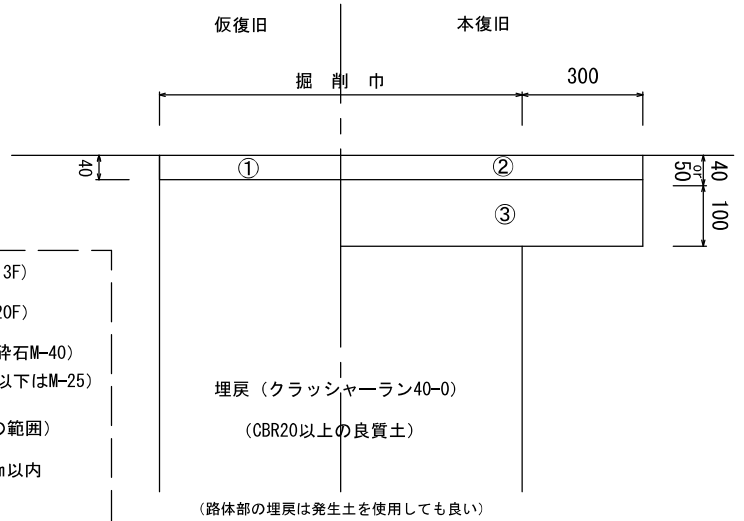 仮復旧
本復旧
掘 削 巾
300
40
①
②
40
or
50
③
100
3F)
20F)
砕石M-40)
以下はM-25)
の範囲)
m以内
埋戻(クラッシャーラン40-0)
(CBR20以上の良質土)
(路体部の埋戻は発生土を使用しても良い)